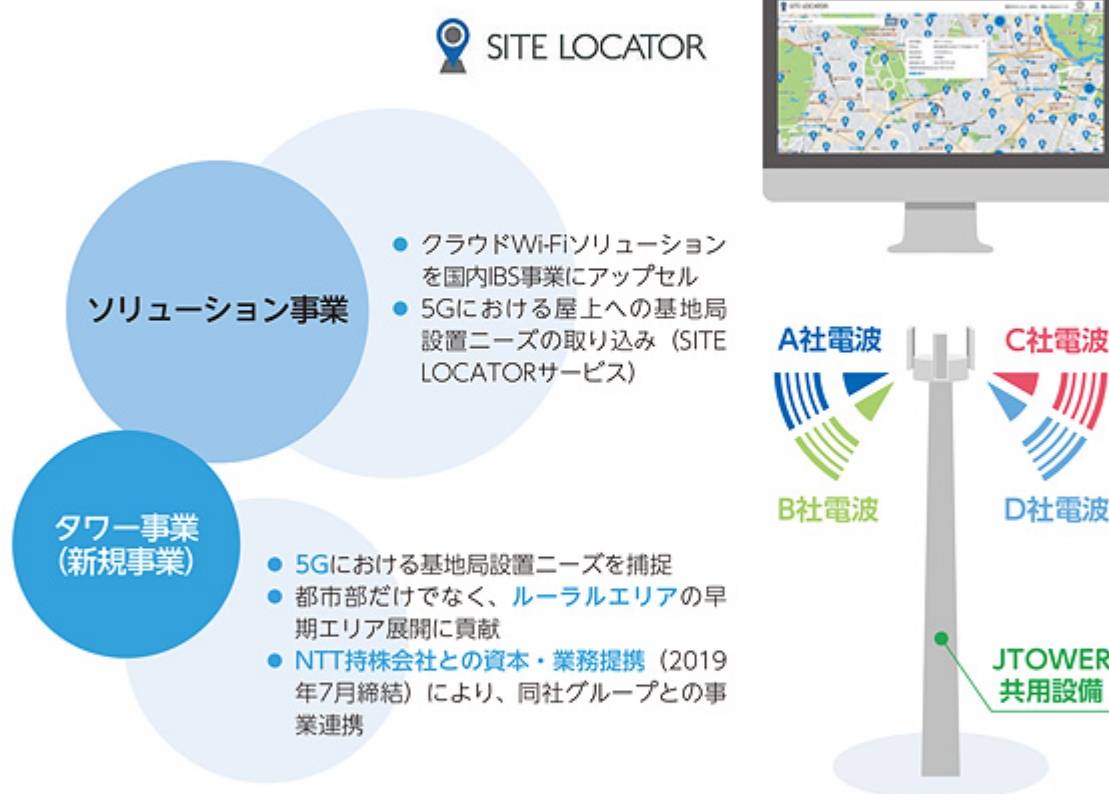 SITE LOCATOR
SITE LOCATOR
ソリューション事業
● クラウドWi-Fiソリューション
を国内IBS事業にアップセル
● 5Gにおける屋上への基地局
設置ニーズの取り込み（SITE
LOCATORサービス）
A社電波
C社電波
B社電波
D社電波
タワー事業
(新規事業)
● 5Gにおける基地局設置ニーズを捕捉
● 都市部だけでなく、ルーラルエリアの早
期エリア展開に貢献
● NTT持株会社との資本・業務提携（2019
年7月締結）により、同社グループとの事
業連携
JTOWER
共用設備